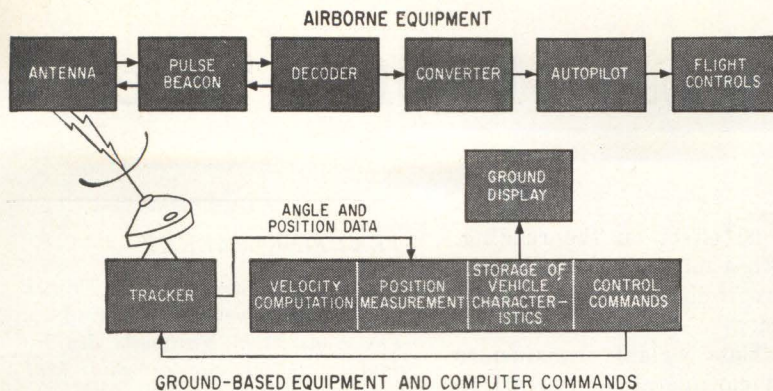 AIRBORNE EQUIPMENT
ANTENNA
PULSE
BEACON
DECODER
CONVERTER
AUTOPILOT
FLIGHT
CONTROLS
GROUND
DISPLAY
ANGLE AND
POSITION DATA
TRACKER
VELOCITY
COMPUTATION
POSITION
MEASUREMENT
STORAGE OF
VEHICLE
CHARACTER-
ISTICS
CONTROL
COMMANDS
GROUND-BASED EQUIPMENT AND COMPUTER COMMANDS